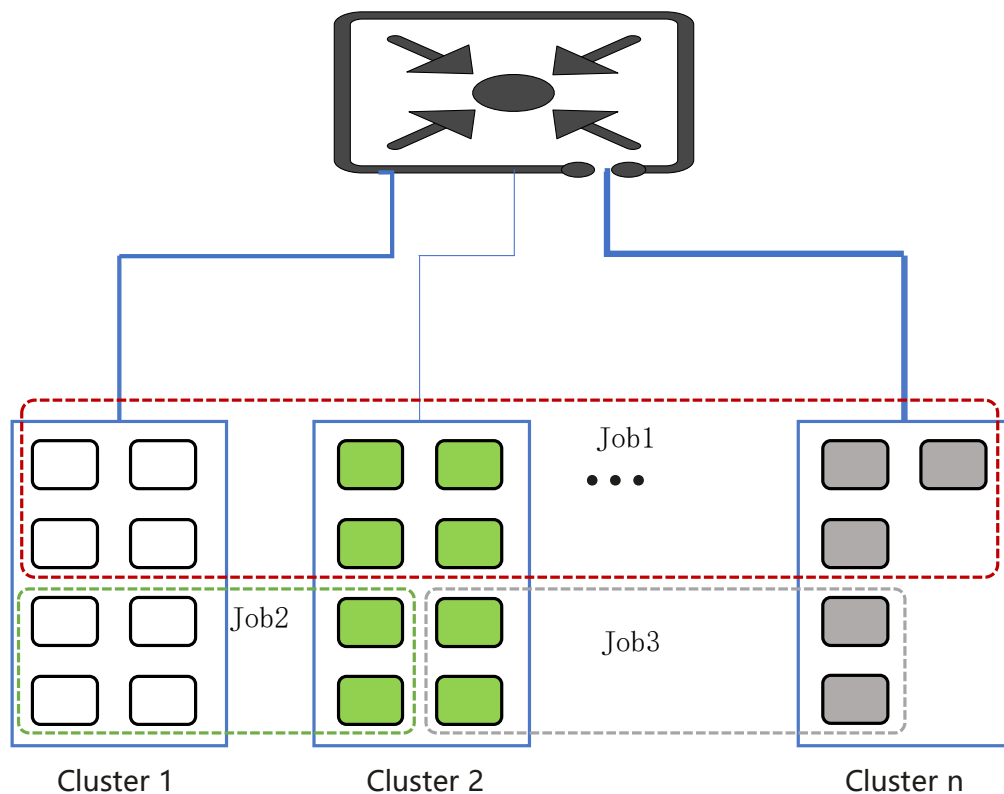 Job1
• • •
Job2
Job3
Cluster 1
Cluster 2
Cluster n